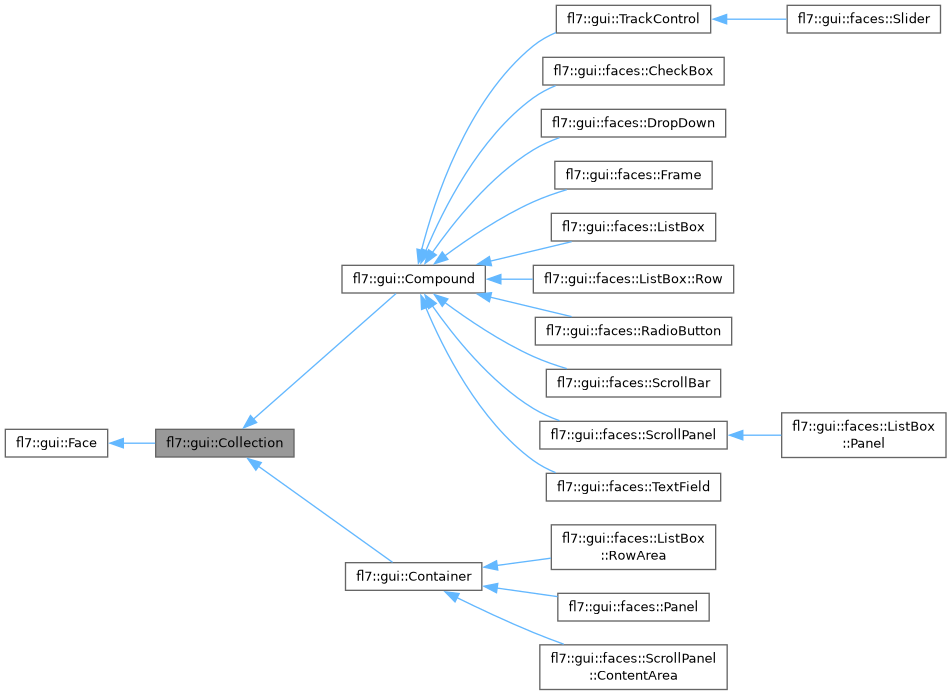 fl7::gui::TrackControl
fl7::gui::faces::Slider
fl7::gui::faces::CheckBox
fl7::gui::faces::DropDown
fl7::gui::faces::Frame
fl7::gui::faces::ListBox
fl7::gui::Compound
fl7::gui::faces::ListBox::Row
fl7::gui::faces::RadioButton
fl7::gui::faces::ScrollBar
fl7::gui::Face
fl7::gui::Collection
fl7::gui::faces::ScrollPanel
fl7::gui::faces::ListBox
::Panel
fl7::gui::faces::TextField
fl7::gui::Container
fl7::gui::faces::ListBox
::RowArea
fl7::gui::faces::Panel
fl7::gui::faces::ScrollPanel
::ContentArea